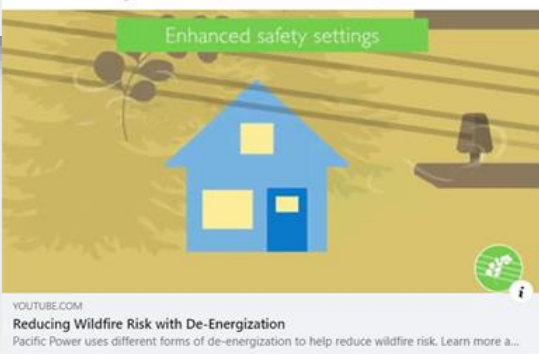 Enhanced safety settings
i
YOUTUBE.COM
Reducing Wildfire Risk with De-Energization
Pacific Power uses different forms of de-energization to help reduce wildfire risk. Learn more a...